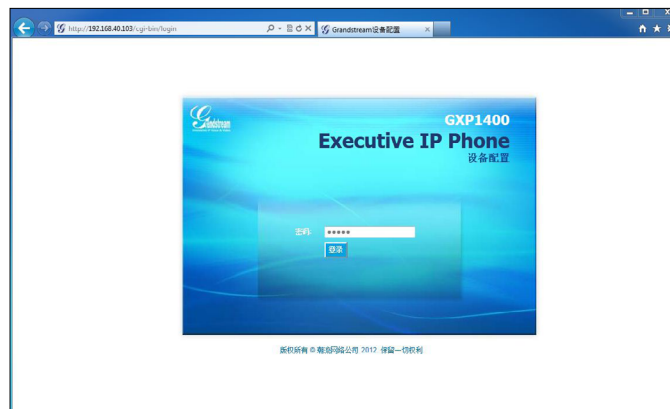 http://192.168.40.103/cgi-bin/login
Grandstream设备配置
Grandstream
GXP1400
Executive IP Phone
设备配置
密码:
登录
版权所有 © 潮流网络公司 2012 保留一切权利